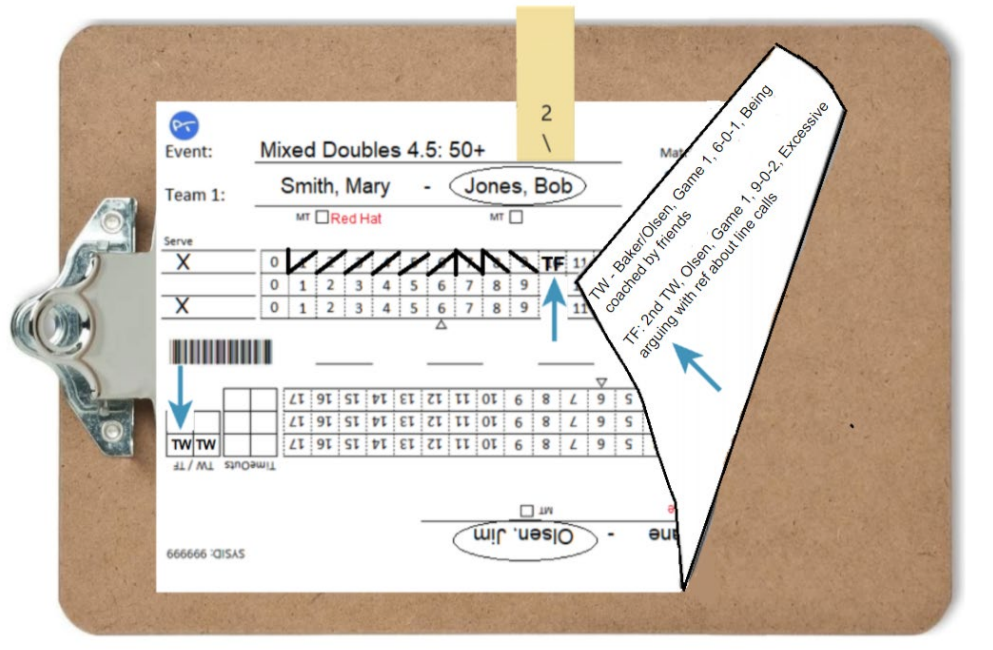 2
\
Event: Mixed Doubles 4.5: 50+
Team 1: Smith, Mary - Jones, Bob
MT Red Hat MT
Serve
X 0 TF 11
0 1 2 3 4 5 6 7 8 9
X 0 1 2 3 4 5 6 7 8 9 11
TW - Baker/Olsen, Game 1, 6-0-1, Being
coached by friends
TF: 2nd TW, Olsen, Game 1, 9-0-2, Excessive
arguing with ref about line calls
5 6 7 8 9 10 11 12 13 14 15 16 17
5 6 7 8 9 10 11 12 13 14 15 16 17
5 6 7 8 9 10 11 12 13 14 15 16 17
TW TW
TimeOuts TW / TF
MT
- Olsen. Jim
SYSID: 999999